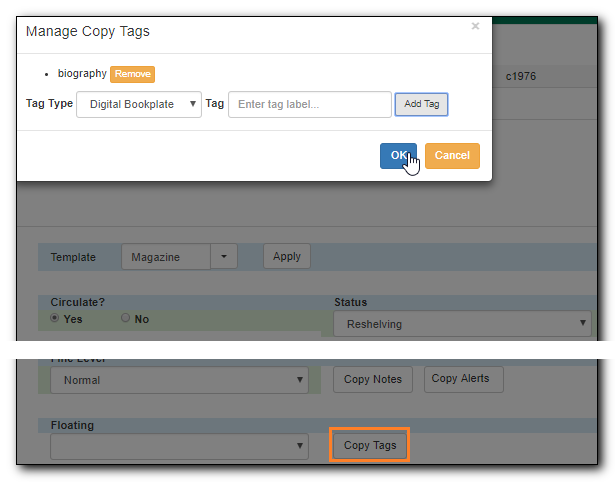 Manage Copy Tags ×
• biography Remove
Tag Type Digital Bookplate Tag Enter tag label... Add Tag
OK Cancel
c1976
Template Magazine Apply
Circulate? Status
Yes No Reshelving
Fine Level
Normal Copy Notes Copy Alerts
Floating
Copy Tags